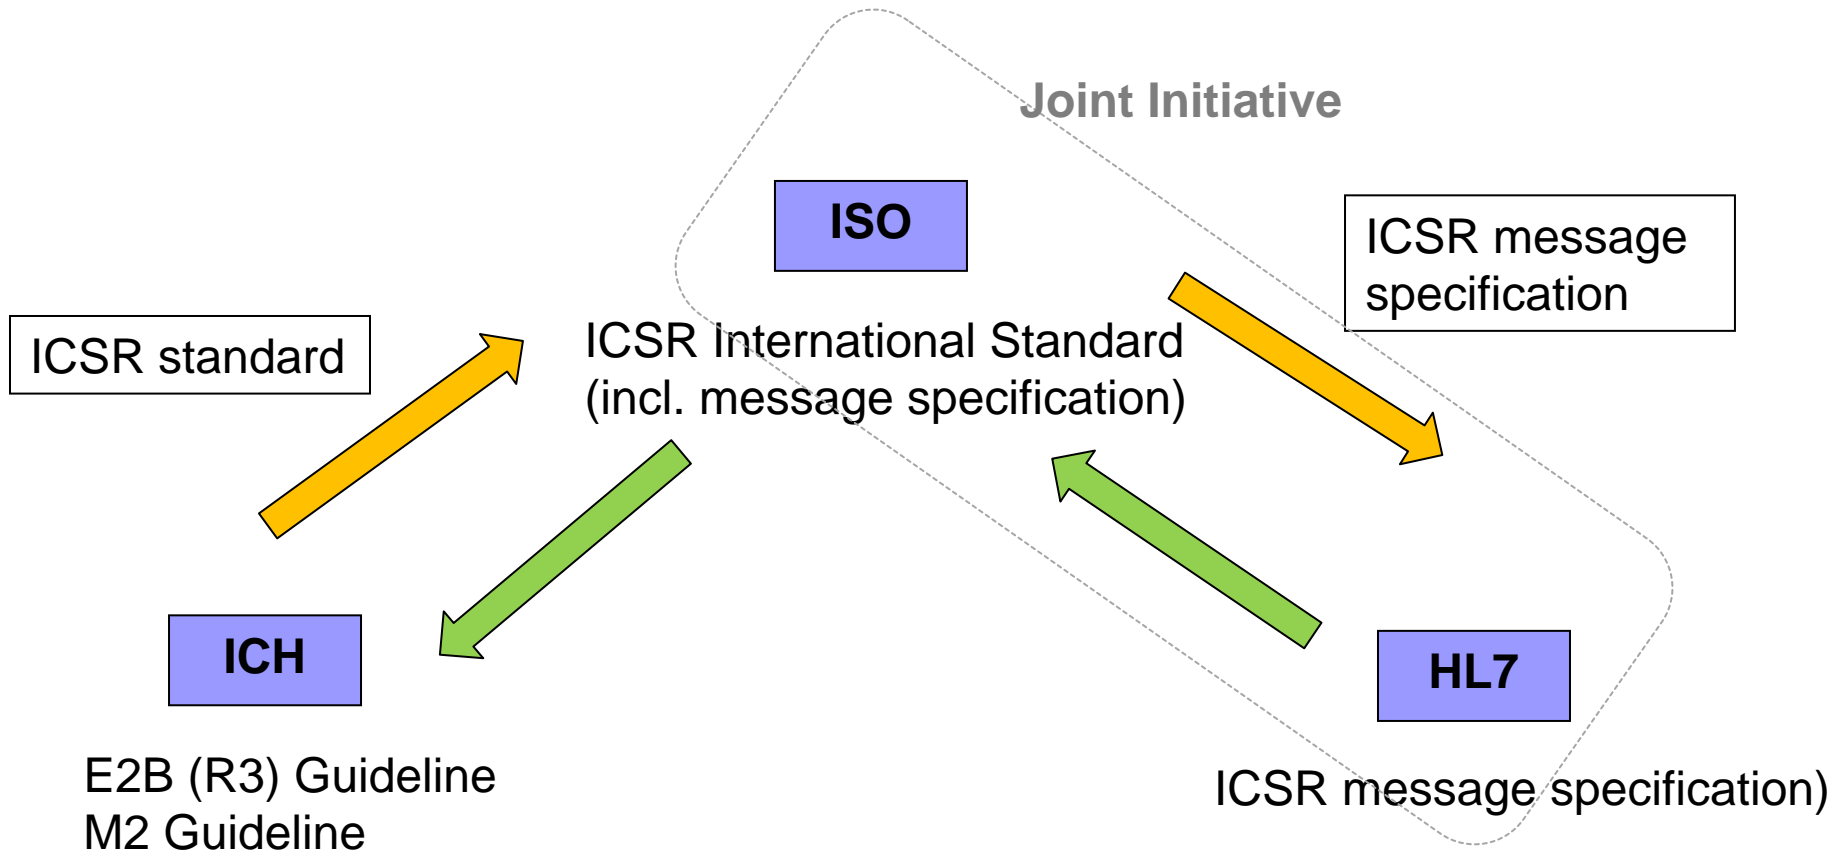 Joint Initiative
ISO
ICSR message
specification
ICSR standard
ICSR International Standard
(incl. message specification)
ICH
HL7
E2B (R3) Guideline
M2 Guideline
ICSR message specification)